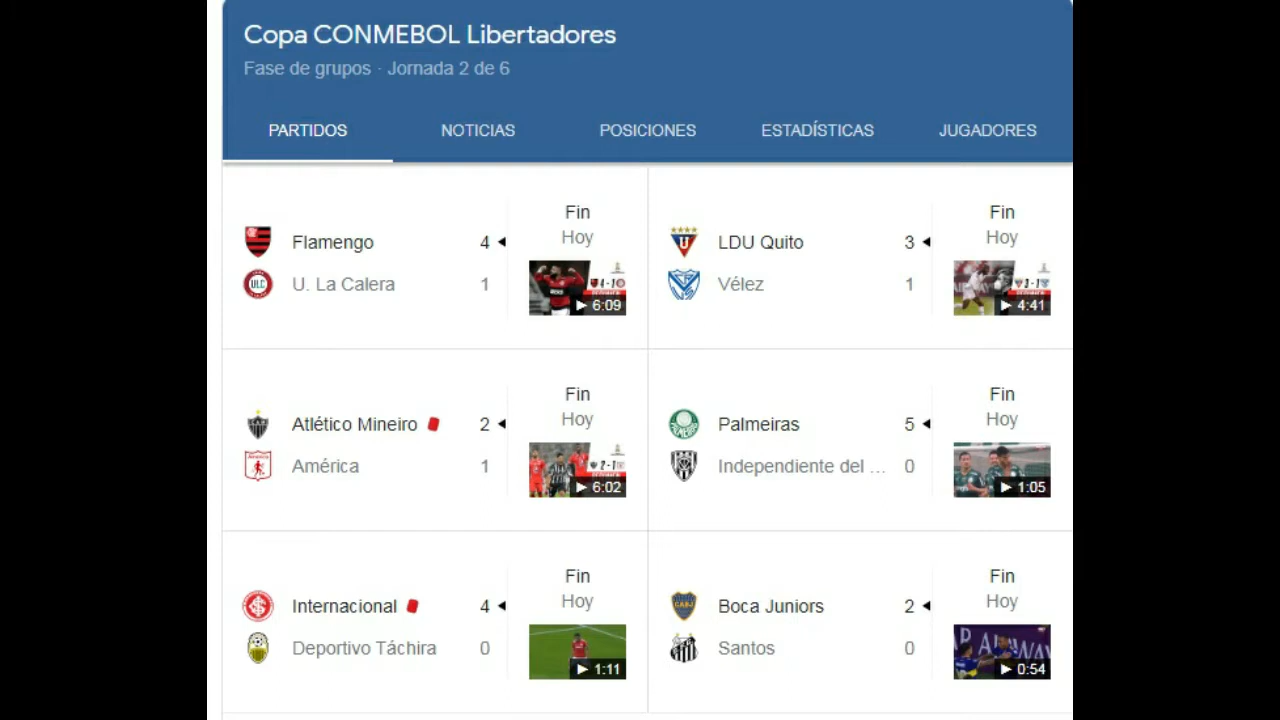 Copa CONMEBOL Libertadores
Fase de grupos · Jornada 2 de 6
PARTIDOS NOTICIAS POSICIONES ESTADÍSTICAS JUGADORES
Fin
Hoy
Flamengo 4
U. La Calera 1
6:09
Fin
Hoy
LDU Quito 3
Vélez 1
4:41
Fin
Hoy
Atlético Mineiro 2
América 1
6:02
Fin
Hoy
Palmeiras 5
Independiente del ... 0
1:05
Fin
Hoy
Internacional 4
Deportivo Táchira 0
1:11
Fin
Hoy
Boca Juniors 2
Santos 0
0:54